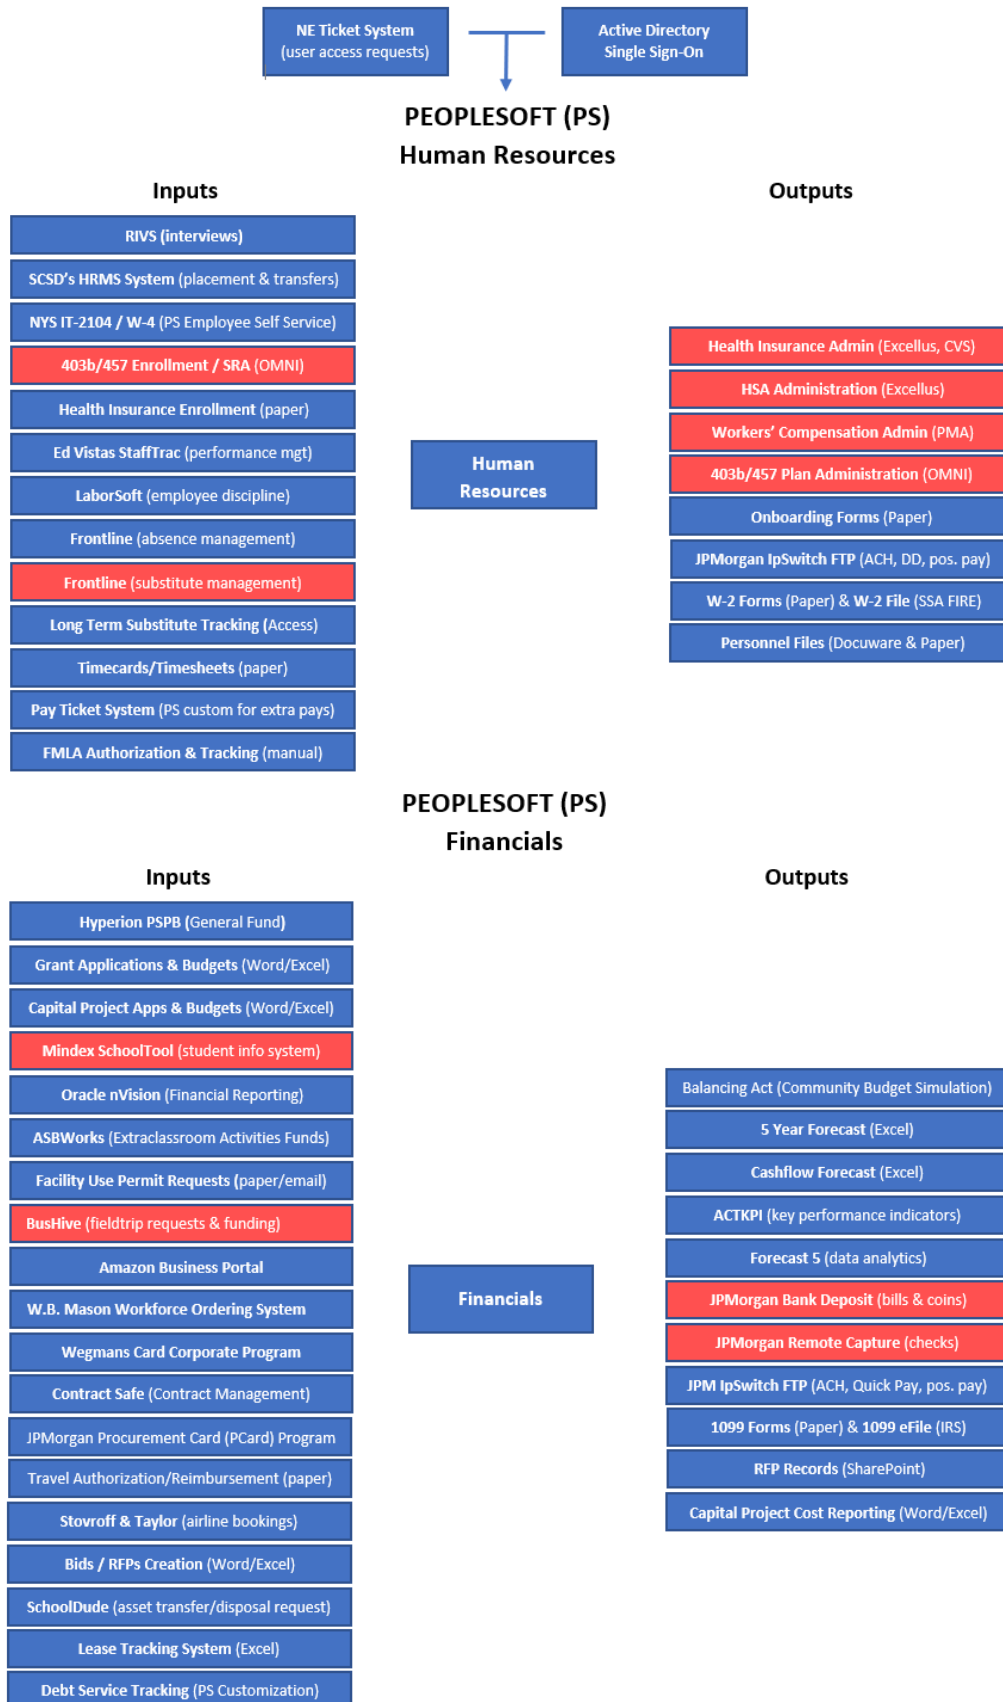 NE Ticket System
(user access requests)
Active Directory
Single Sign-On
PEOPLESOFT (PS)
Human Resources
Inputs
Outputs
RIVS (interviews)
SCSD's HRMS System (placement & transfers)
NYS IT-2104 / W-4 (PS Employee Self Service)
403b/457 Enrollment / SRA (OMNI)
Health Insurance Enrollment (paper)
Ed Vistas StaffTrac (performance mgt)
LaborSoft (employee discipline)
Frontline (absence management)
Frontline (substitute management)
Long Term Substitute Tracking (Access)
Timecards/Timesheets (paper)
Pay Ticket System (PS custom for extra pays)
FMLA Authorization & Tracking (manual)
Human
Resources
Health Insurance Admin (Excellus, CVS)
HSA Administration (Excellus)
Workers' Compensation Admin (PMA)
403b/457 Plan Administration (OMNI)
Onboarding Forms (Paper)
JPMorgan IpSwitch FTP (ACH, DD, pos. pay)
W-2 Forms (Paper) & W-2 File (SSA FIRE)
Personnel Files (Docuware & Paper)
PEOPLESOFT (PS)
Financials
Inputs
Outputs
Hyperion PSPB (General Fund)
Grant Applications & Budgets (Word/Excel)
Capital Project Apps & Budgets (Word/Excel)
Mindex SchoolTool (student info system)
Oracle nVision (Financial Reporting)
ASBWorks (Extraclassroom Activities Funds)
Facility Use Permit Requests (paper/email)
BusHive (fieldtrip requests & funding)
Amazon Business Portal
W.B. Mason Workforce Ordering System
Wegmans Card Corporate Program
Contract Safe (Contract Management)
JPMorgan Procurement Card (PCard) Program
Travel Authorization/Reimbursement (paper)
Stovroff & Taylor (airline bookings)
Bids / RFPs Creation (Word/Excel)
SchoolDude (asset transfer/disposal request)
Lease Tracking System (Excel)
Debt Service Tracking (PS Customization)
Financials
Balancing Act (Community Budget Simulation)
5 Year Forecast (Excel)
Cashflow Forecast (Excel)
ACTKPI (key performance indicators)
Forecast 5 (data analytics)
JPMorgan Bank Deposit (bills & coins)
JPMorgan Remote Capture (checks)
JPM IpSwitch FTP (ACH, Quick Pay, pos. pay)
1099 Forms (Paper) & 1099 eFile (IRS)
RFP Records (SharePoint)
Capital Project Cost Reporting (Word/Excel)